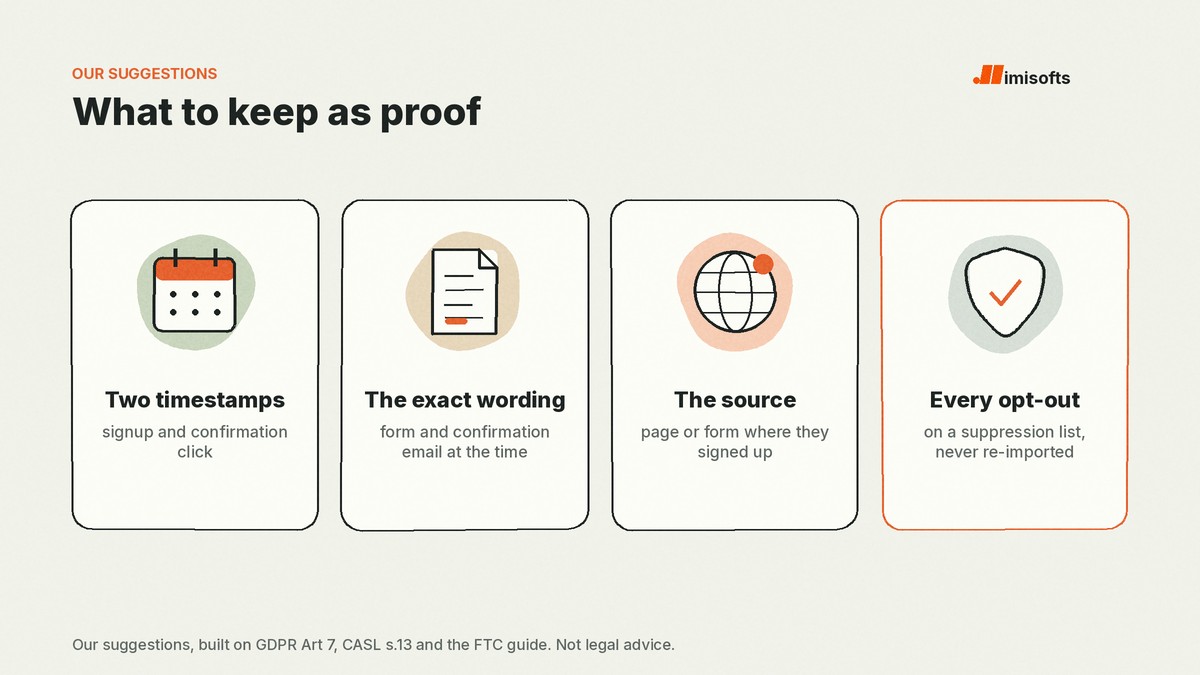 OUR SUGGESTIONS
What to keep as proof
imisofts
Two timestamps
signup and confirmation
click
The exact wording
form and confirmation
email at the time
The source
page or form where they
signed up
Every opt-out
on a suppression list,
never re-imported
Our suggestions, built on GDPR Art 7, CASL s.13 and the FTC guide. Not legal advice.